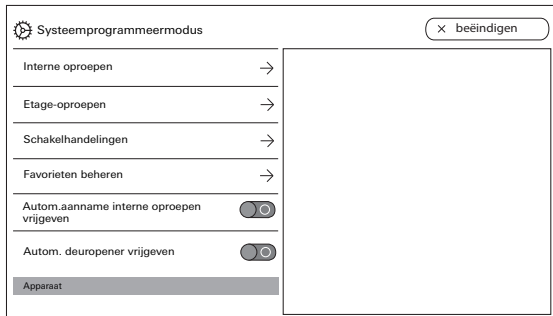 Systeemprogrammeermodus
× beëindigen
Interne oproepen
Etage-oproepen
Schakelhandelingen
Favorieten beheren
Autom.aanname interne oproepen
vrijgeven
Autom. deuropener vrijgeven
Apparaat